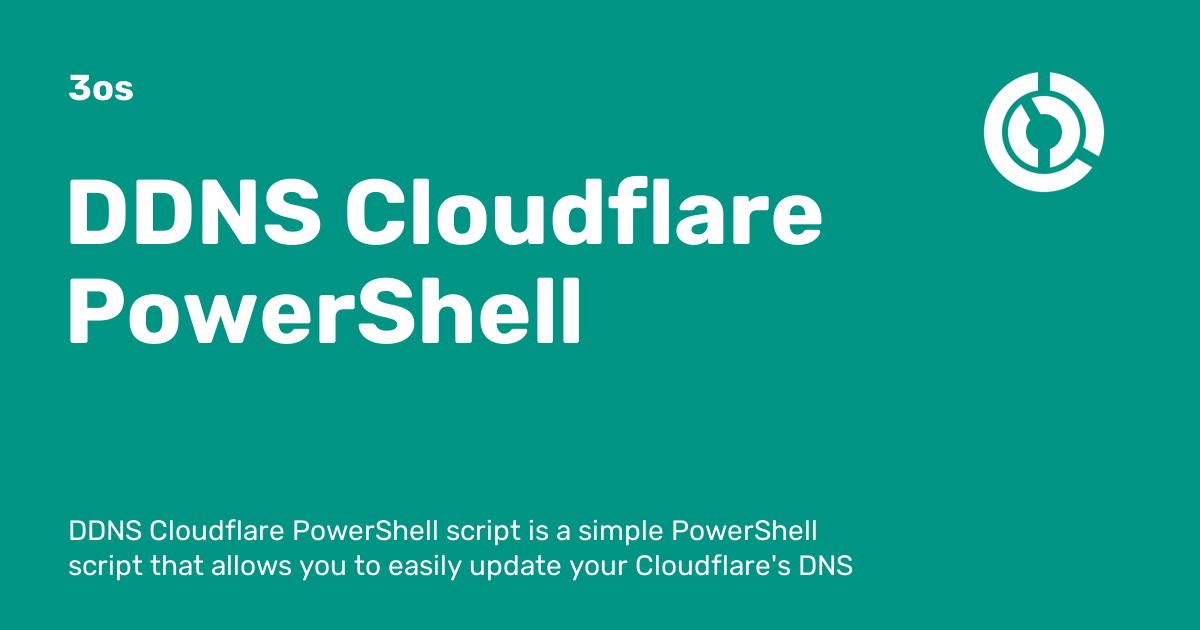 3os
DDNS Cloudflare
PowerShell
DDNS Cloudflare PowerShell script is a simple PowerShell
script that allows you to easily update your Cloudflare's DNS